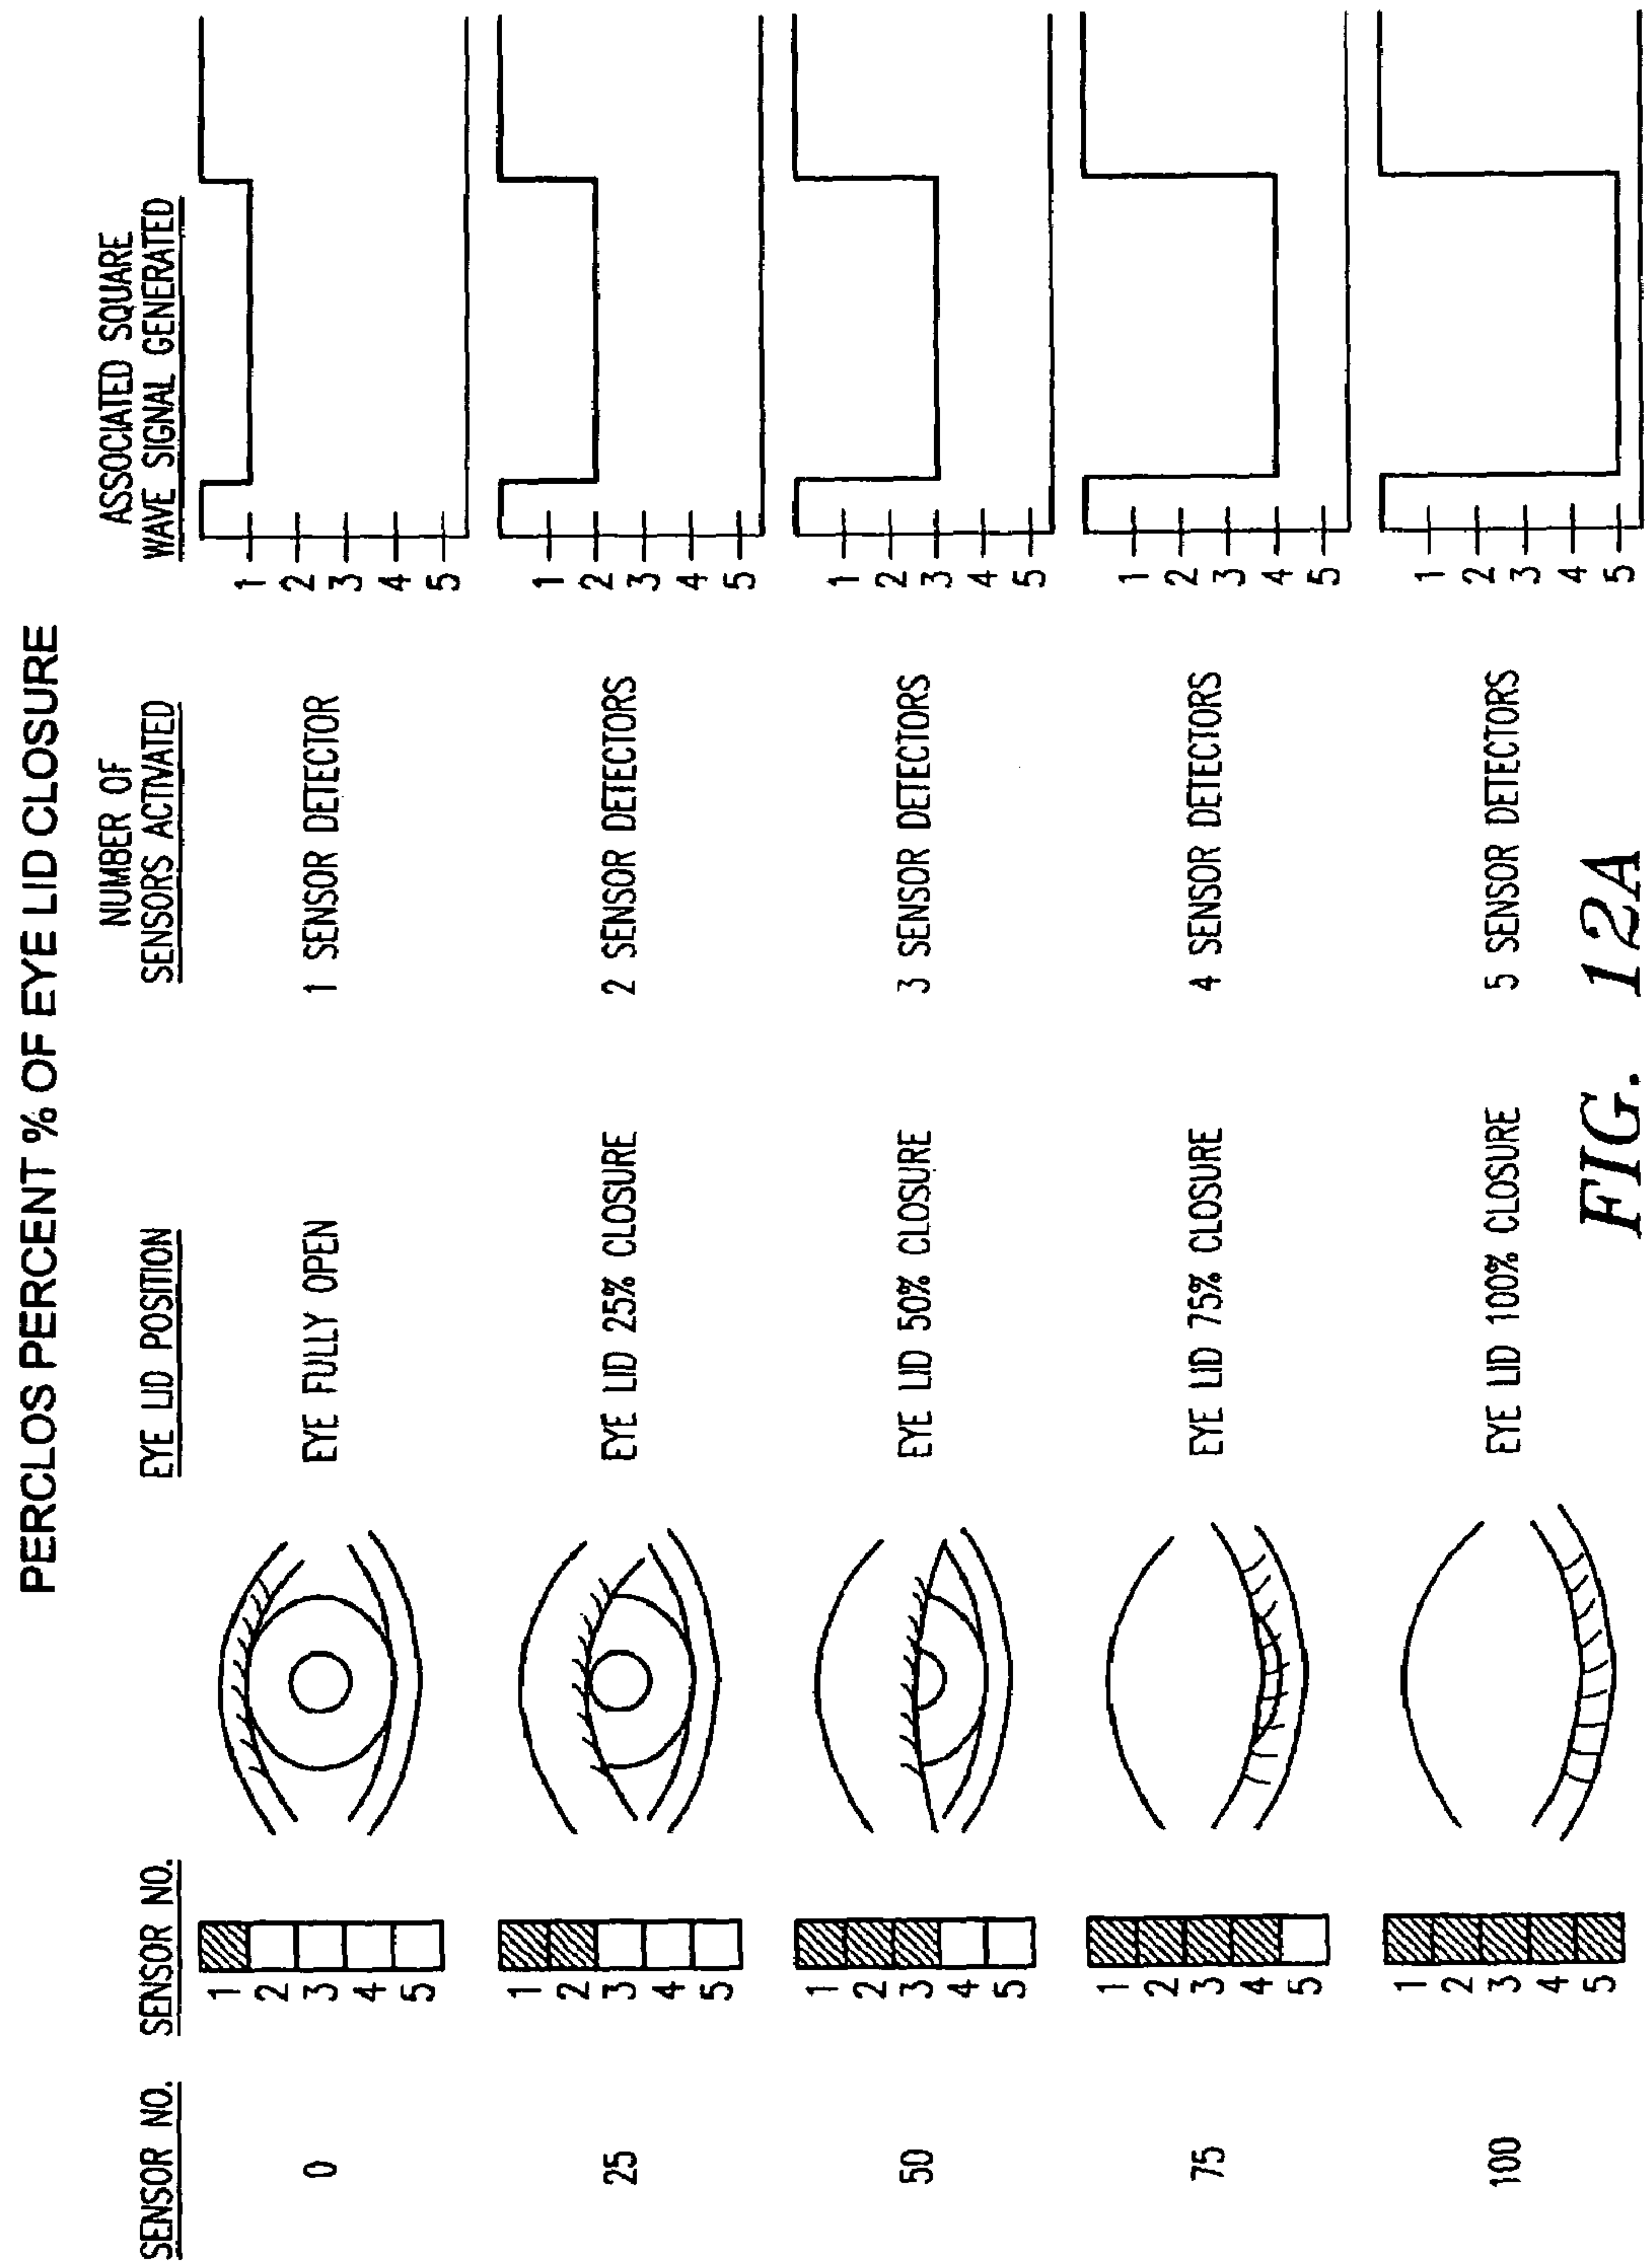 PERCLOS PERCENT % OF EYE LID CLOSURE
SENSOR NO.
SENSOR NO.
EYE LID POSITION
NUMBER OF
SENSORS ACTIVATED
ASSOCIATED SQUARE
WAVE SIGNAL GENERATED
0
1
2
3
4
5
EYE FULLY OPEN
1 SENSOR DETECTOR
1
2
3
4
5
25
1
2
3
4
5
EYE LID 25% CLOSURE
2 SENSOR DETECTORS
1
2
3
4
5
50
1
2
3
4
5
EYE LID 50% CLOSURE
3 SENSOR DETECTORS
1
2
3
4
5
75
1
2
3
4
5
EYE LID 75% CLOSURE
4 SENSOR DETECTORS
1
2
3
4
5
100
1
2
3
4
5
EYE LID 100% CLOSURE
5 SENSOR DETECTORS
1
2
3
4
5
FIG. 12A